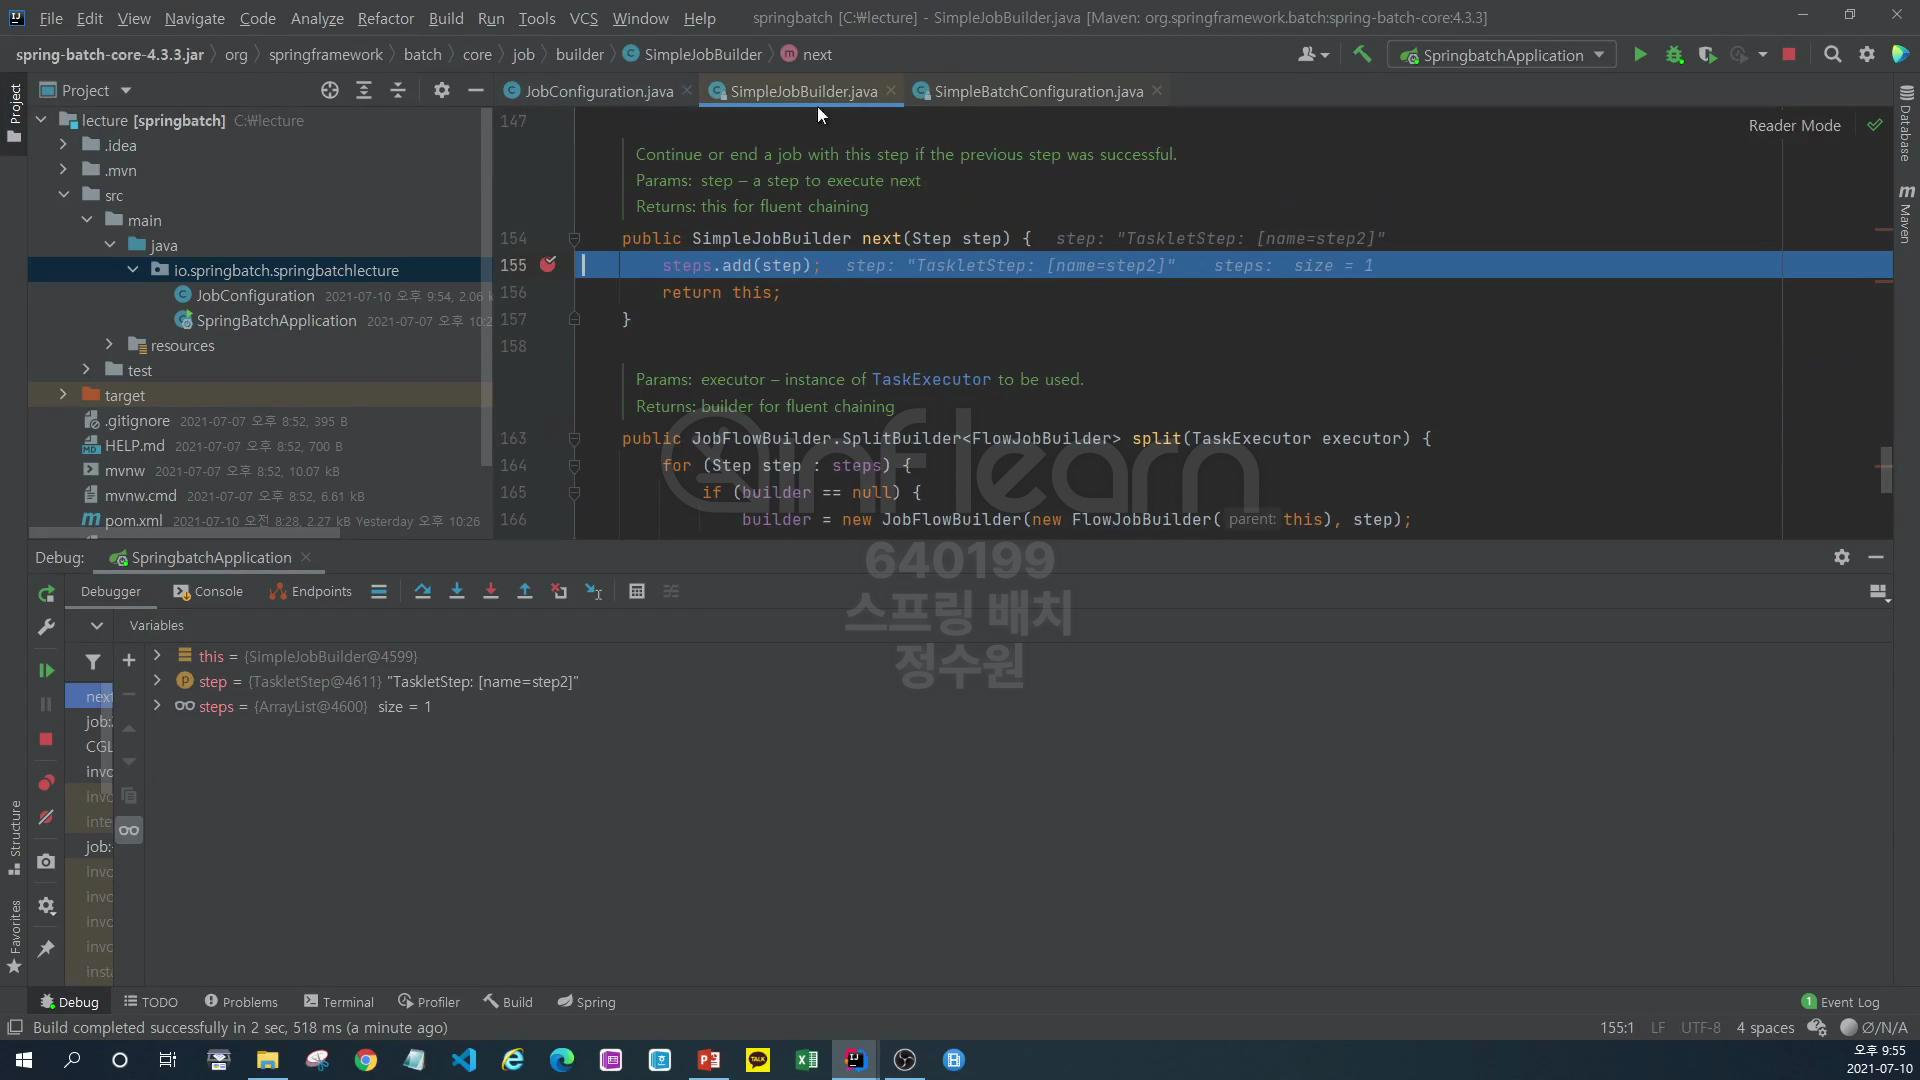 File Edit View Navigate Code Analyze Refactor Build Run Tools VCS Window Help springbatch [C:₩lecture] - SimpleJobBuilder.java [Maven: org.springframework.batch:spring-batch-core:4.3.3]
spring-batch-core-4.3.3.jar org springframework batch core job builder SimpleJobBuilder next SpringbatchApplication
Project JobConfiguration.java SimpleJobBuilder.java SimpleBatchConfiguration.java
Project
Structure
Favorites
Database
Maven
lecture [springbatch] C:₩lecture
.idea
.mvn
src
main
java
io.springbatch.springbatchlecture
JobConfiguration 2021-07-10 오후 9:54, 2.06 k
SpringBatchApplication 2021-07-07 오후 10:2
resources
test
target
.gitignore 2021-07-07 오후 8:52, 395 B
HELP.md 2021-07-07 오후 8:52, 700 B
mvnw 2021-07-07 오후 8:52, 10.07 kB
mvnw.cmd 2021-07-07 오후 8:52, 6.61 kB
pom.xml 2021-07-10 오전 8:28, 2.27 kB Yesterday 오후 10:26
Reader Mode
147
Continue or end a job with this step if the previous step was successful.
Params: step – a step to execute next
Returns: this for fluent chaining
154 public SimpleJobBuilder next(Step step) { step: "TaskletStep: [name=step2]"
155 steps.add(step); step: "TaskletStep: [name=step2]" steps: size = 1
156 return this;
157 }
158
Params: executor – instance of TaskExecutor to be used.
Returns: builder for fluent chaining
163 public JobFlowBuilder.SplitBuilder<FlowJobBuilder> split(TaskExecutor executor) {
164 for (Step step : steps) {
165 if (builder == null) {
166 builder = new JobFlowBuilder(new FlowJobBuilder( parent: this), step);
inflearn
640199
스프링 배치
정수원
Debug: SpringbatchApplication
Debugger Console Endpoints
Variables
this = {SimpleJobBuilder@4599}
step = {TaskletStep@4611} "TaskletStep: [name=step2]"
steps = {ArrayList@4600} size = 1
next
job:
CGL
invo
invo
inte
job:
invo
invo
invo
invo
insta
Debug TODO Problems Terminal Profiler Build Spring 1 Event Log
Build completed successfully in 2 sec, 518 ms (a minute ago) 155:1 LF UTF-8 4 spaces Ø/N/A
TALK
오후 9:55
2021-07-10